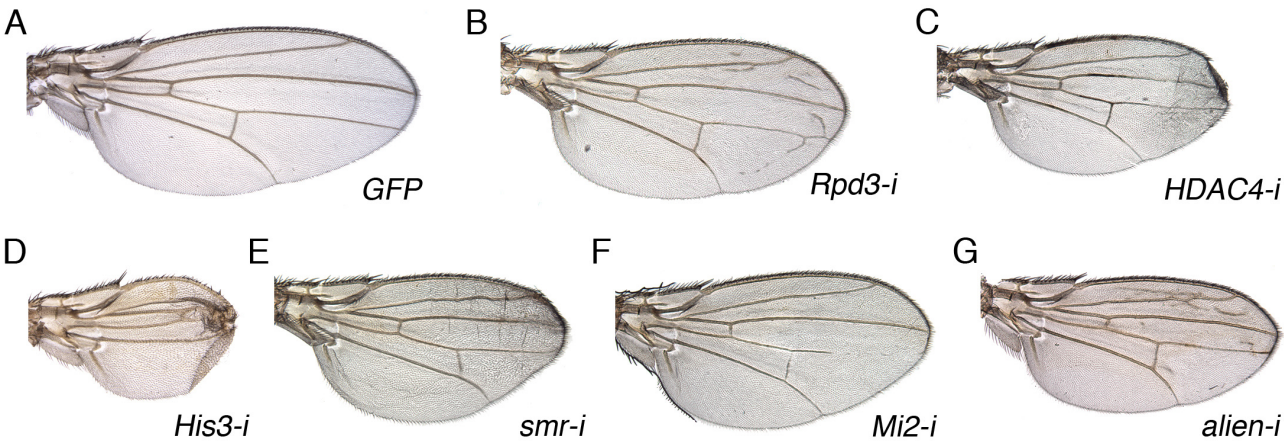 A
B
C
GFP
Rpd3-i
HDAC4-i
D
E
F
G
His3-i
smr-i
Mi2-i
alien-i